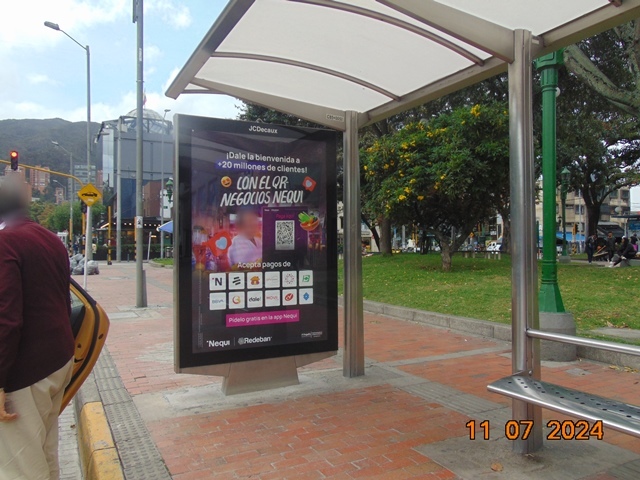 JCDecaux
¡Dale la bienvenida a
+20 millones de clientes!
CON EL QR
NEGOCIOS NEQUI
Acepta pagos de
dale!
Pídelo gratis en la app Nequi
Nequi Redeban
11 07 2024